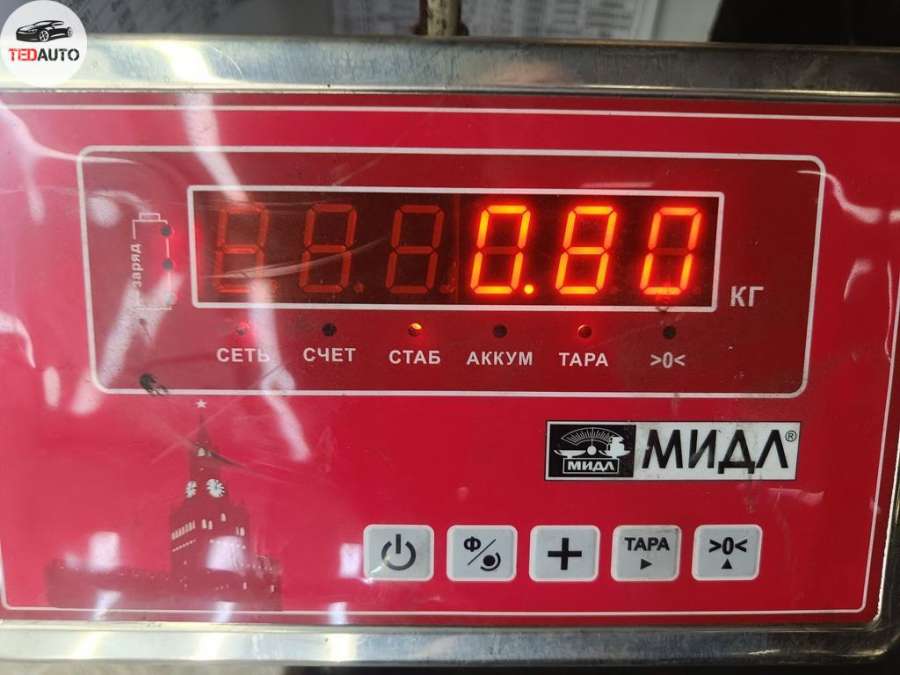 TEDAUTO
0.80
КГ
заряд
СЕТЬ СЧЕТ СТАБ АККУМ ТАРА >0<
МИДЛ МИДЛ®
Ф ТАРА >0<